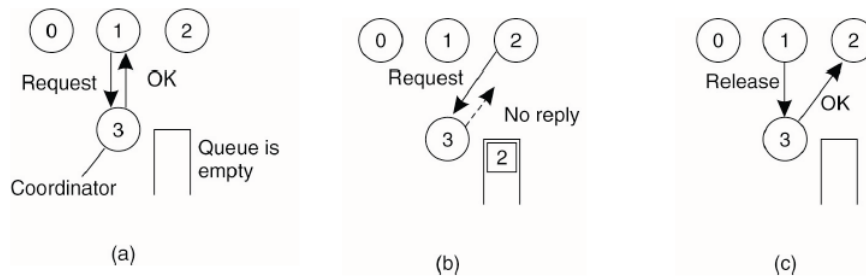 0 1 2
Request OK
3
Queue is
empty
Coordinator
(a)
0 1 2
Request
No reply
3
2
(b)
0 1 2
Release
OK
3
(c)